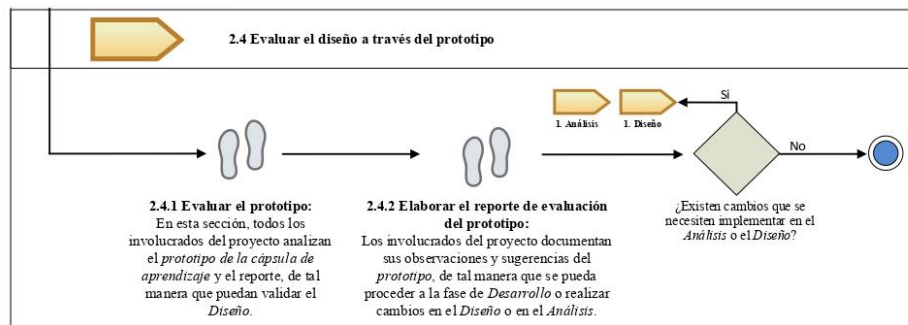 2.4 Evaluar el diseño a través del prototipo
Si
1. Análisis
1. Diseño
No
2.4.1 Evaluar el prototipo:
En esta sección, todos los
involucrados del proyecto analizan
el prototipo de la cápsula de
aprendizaje y el reporte, de tal
manera que puedan validar el
Diseño.
2.4.2 Elaborar el reporte de evaluación
del prototipo:
Los involucrados del proyecto documentan
sus observaciones y sugerencias del
prototipo, de tal manera que se pueda
proceder a la fase de Desarrollo o realizar
cambios en el Diseño o en el Análisis.
¿Existen cambios que se
necesiten implementar en el
Análisis o el Diseño?